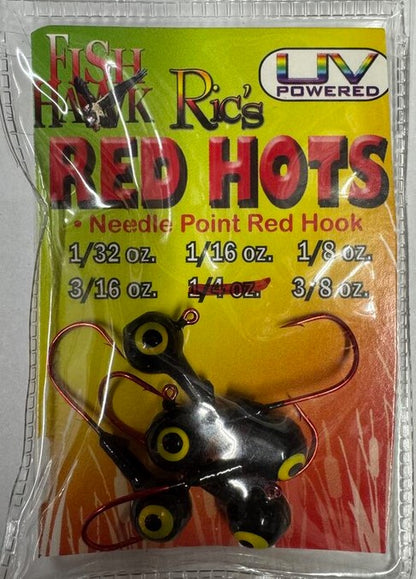 FISH HAWK
Ric's
UV POWERED
RED HOTS
• Needle Point Red Hook
1/32 oz. 1/16 oz. 1/8 oz.
3/16 oz. 1/4 oz. 3/8 oz.